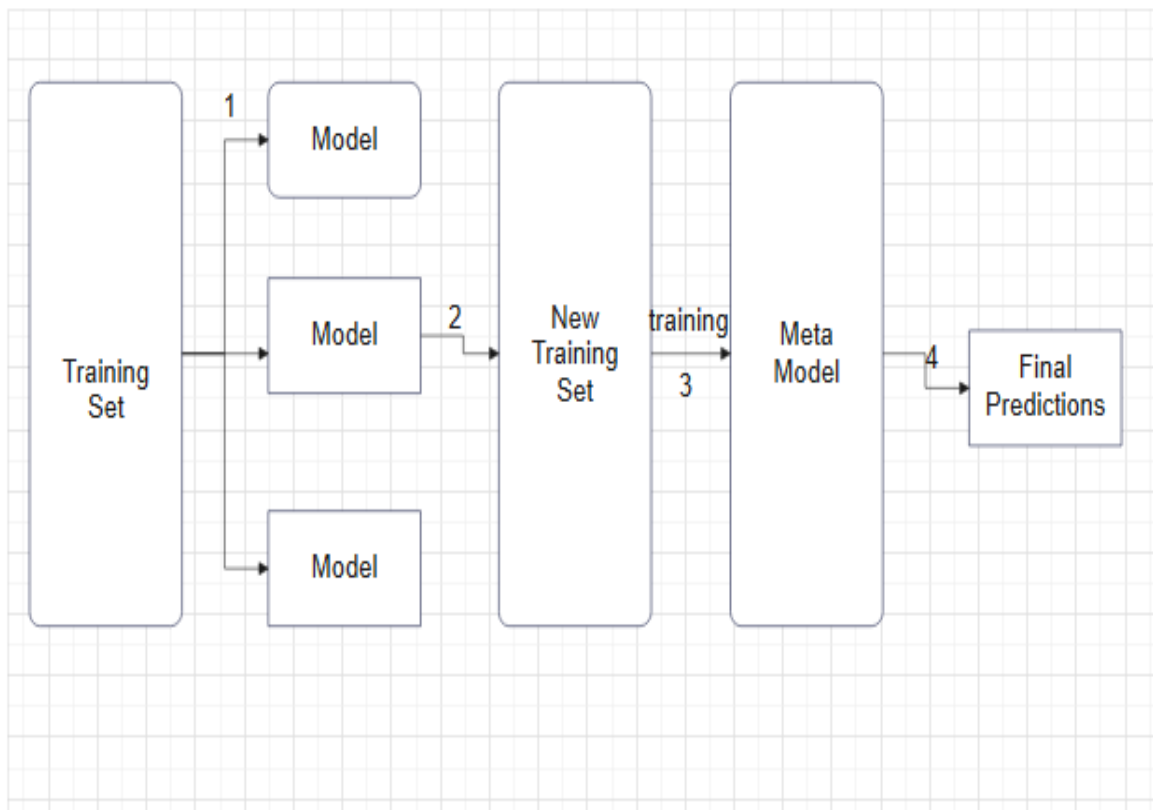 Training
Set
1
Model
Model
Model
2
New
Training
Set
training
3
Meta
Model
4
Final
Predictions